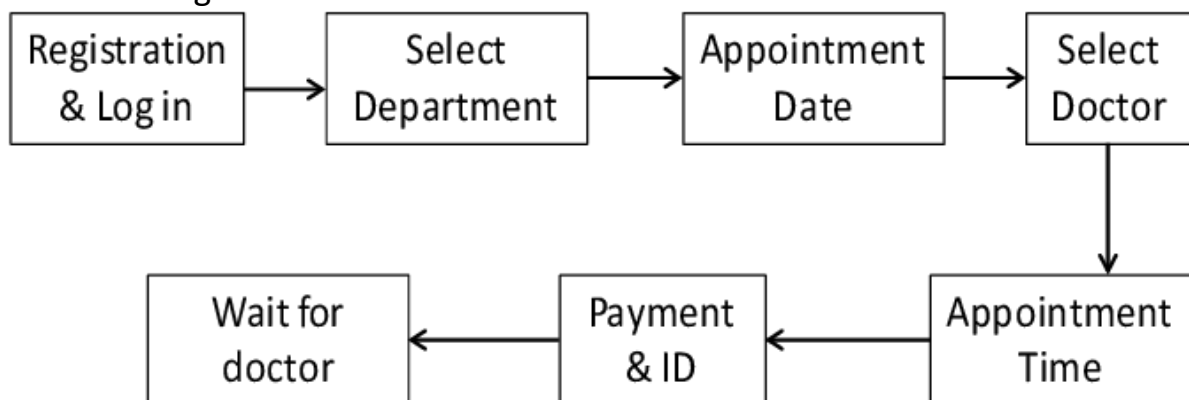 Registration
& Log in
Select
Department
Appointment
Date
Select
Doctor
Appointment
Time
Payment
& ID
Wait for
doctor